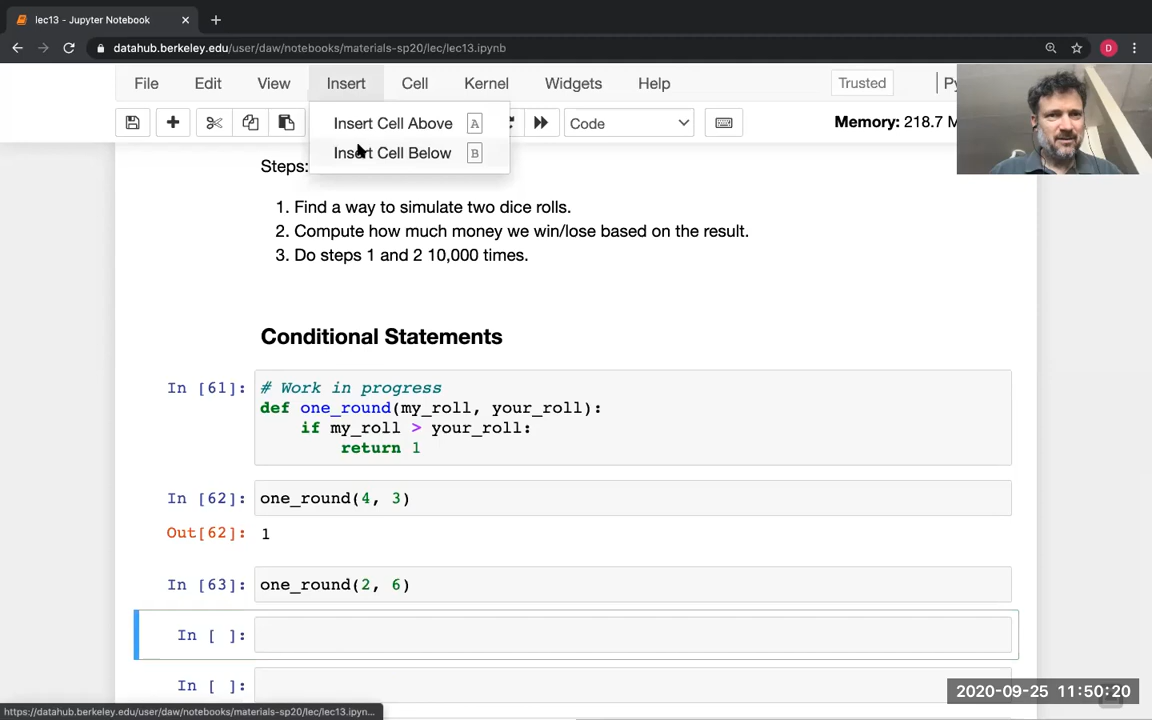 lec13 - Jupyter Notebook
datahub.berkeley.edu/user/daw/notebooks/materials-sp20/lec/lec13.ipynb
D
File Edit View Insert Cell Kernel Widgets Help Trusted Py
Insert Cell Above A
Insert Cell Below B
Code
Memory: 218.7 M
Steps:
1. Find a way to simulate two dice rolls.
2. Compute how much money we win/lose based on the result.
3. Do steps 1 and 2 10,000 times.
Conditional Statements
In [61]: # Work in progress
def one_round(my_roll, your_roll):
if my_roll > your_roll:
return 1
In [62]: one_round(4, 3)
Out[62]: 1
In [63]: one_round(2, 6)
In [ ]:
In [ ]:
2020-09-25 11:50:20
https://datahub.berkeley.edu/user/daw/notebooks/materials-sp20/lec/lec13.ipyn...